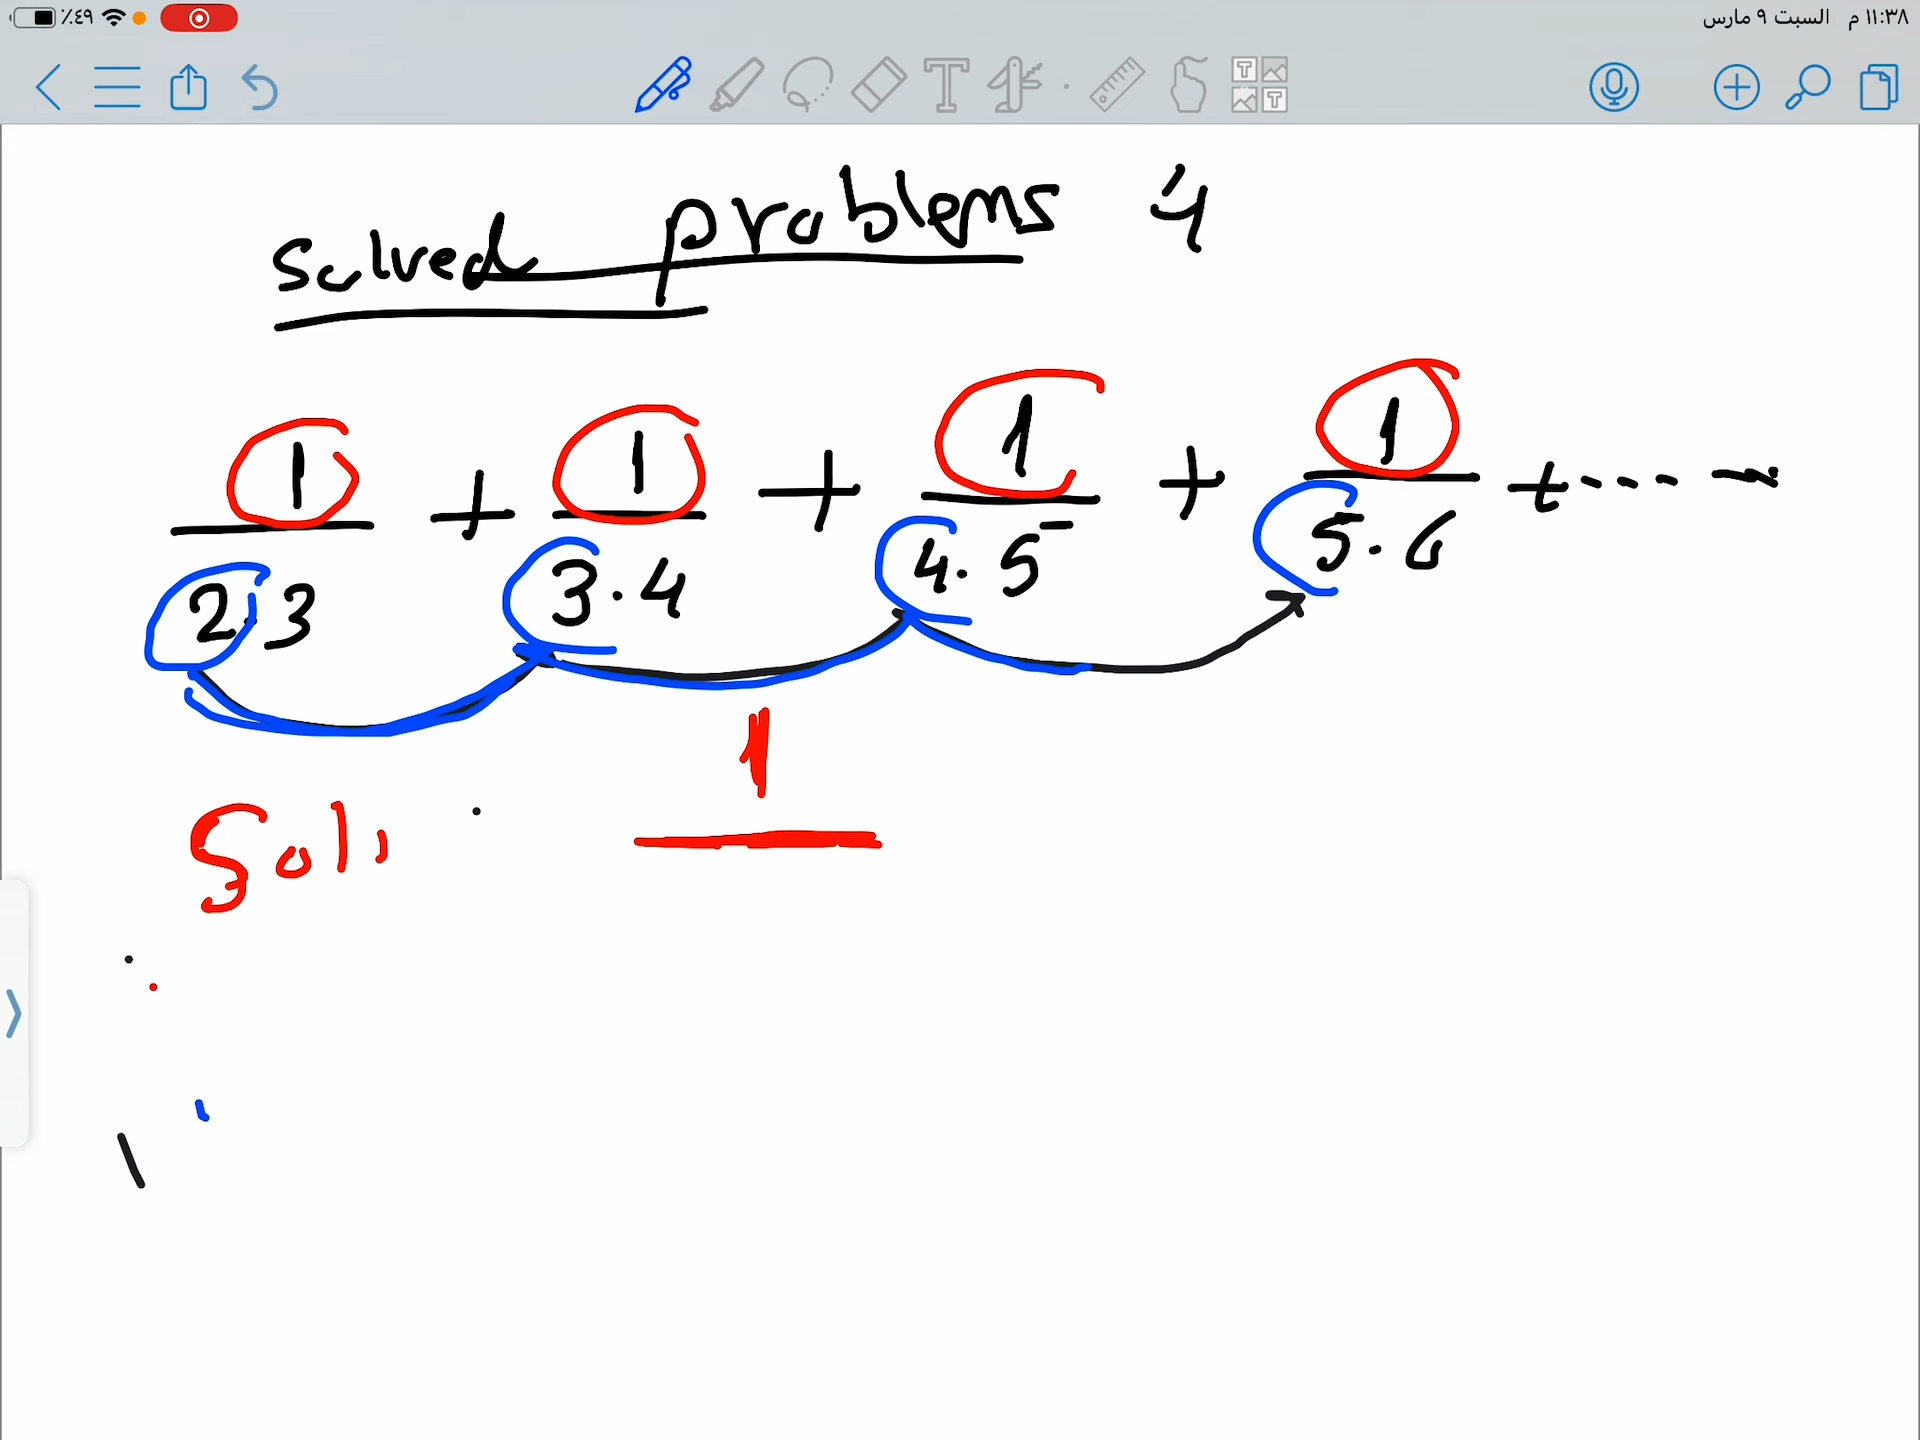 ٪٤٩ السبت ٩ مارس ١١:٣٨ م
solved problems 4
1 + 1 + 1 + 1 + ....
2.3 3.4 4.5 5.6
Sol,
1